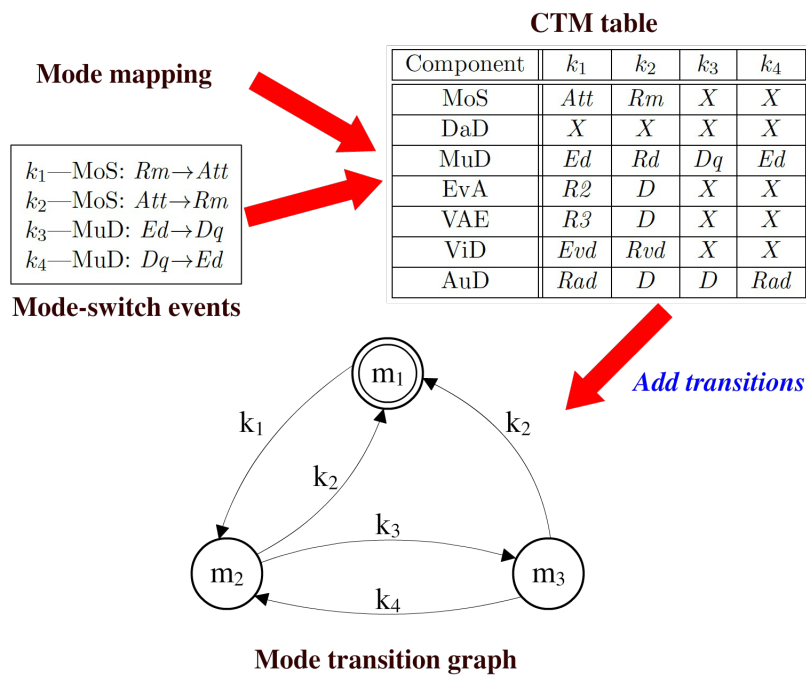 CTM table
Mode mapping
Component k₁ k₂ k₃ k₄
MoS Att Rm X X
DaD X X X X
MuD Ed Rd Dq Ed
EvA R2 D X X
VAE R3 D X X
ViD Evd Rvd X X
AuD Rad D D Rad
k₁—MoS: Rm→Att
k₂—MoS: Att→Rm
k₃—MuD: Ed→Dq
k₄—MuD: Dq→Ed
Mode-switch events
Add transitions
m₁
k₁
k₂
k₂
k₃
m₂
m₃
k₄
Mode transition graph